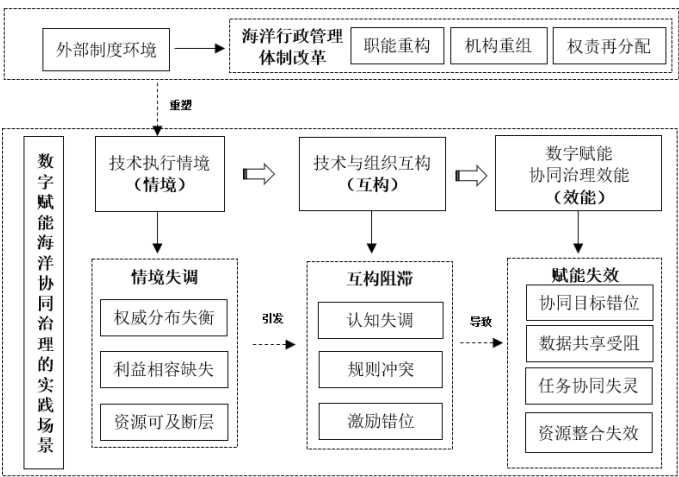 外部制度环境
海洋行政管理
体制改革
职能重构
机构重组
权责再分配
重塑
数字赋能海洋协同治理的实践场景
技术执行情境
（情境）
技术与组织互构
（互构）
数字赋能
协同治理效能
（效能）
情境失调
权威分布失衡
利益相容缺失
资源可及断层
引发
互构阻滞
认知失调
规则冲突
激励错位
导致
赋能失效
协同目标错位
数据共享受阻
任务协同失灵
资源整合失效